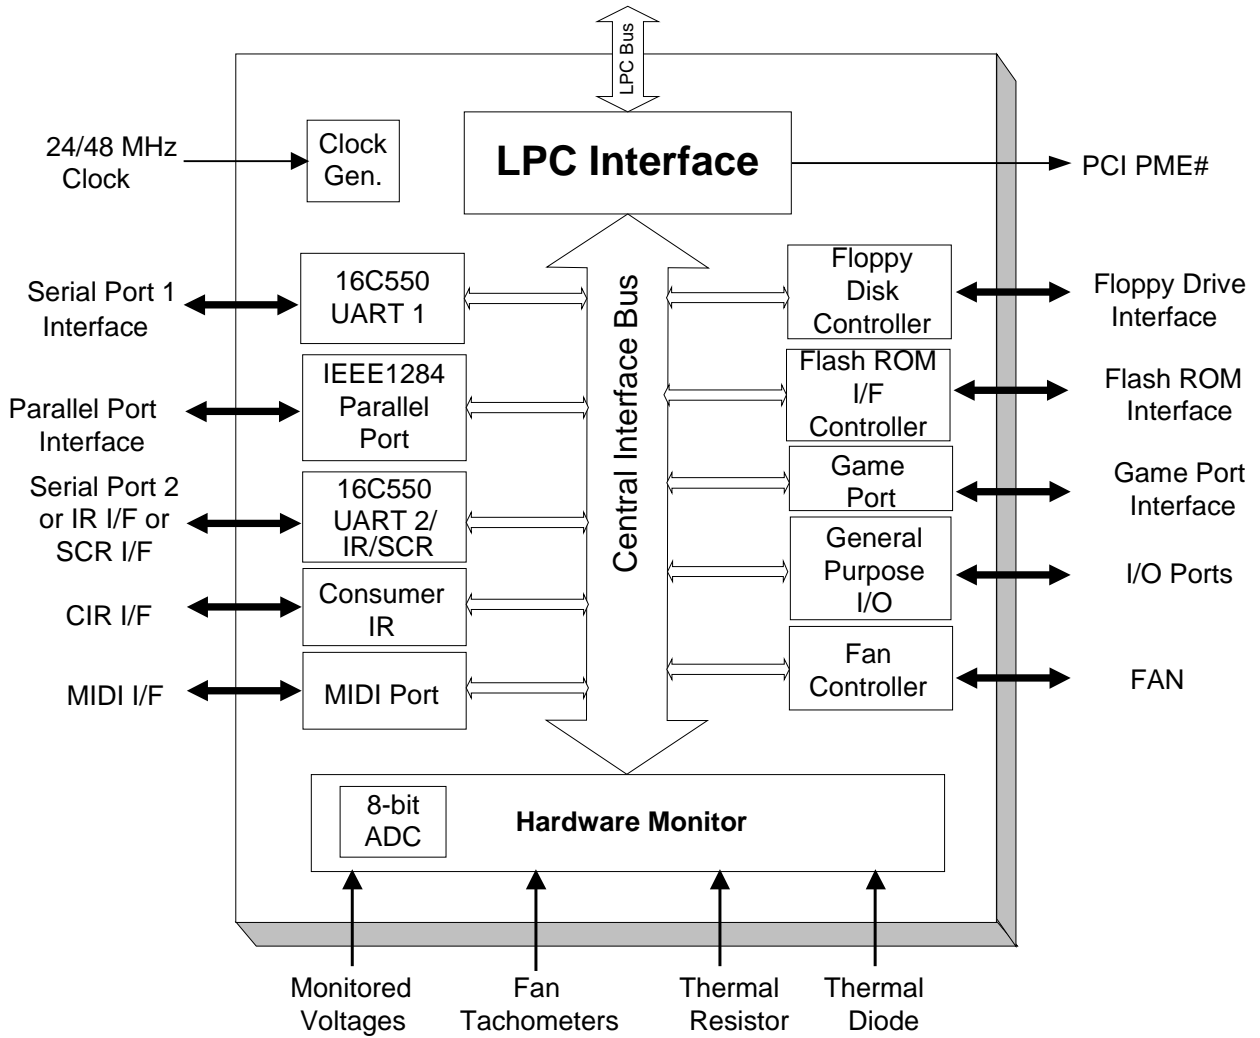 LPC Bus
24/48 MHz
Clock
Clock
Gen.
LPC Interface
PCI PME#
Serial Port 1
Interface
16C550
UART 1
Parallel Port
Interface
IEEE1284
Parallel
Port
Serial Port 2
or IR I/F or
SCR I/F
16C550
UART 2/
IR/SCR
CIR I/F
Consumer
IR
MIDI I/F
MIDI Port
Central Interface Bus
Floppy
Disk
Controller
Floppy Drive
Interface
Flash ROM
I/F
Controller
Flash ROM
Interface
Game
Port
Game Port
Interface
General
Purpose
I/O
I/O Ports
Fan
Controller
FAN
8-bit
ADC
Hardware Monitor
Monitored
Voltages
Fan
Tachometers
Thermal
Resistor
Thermal
Diode